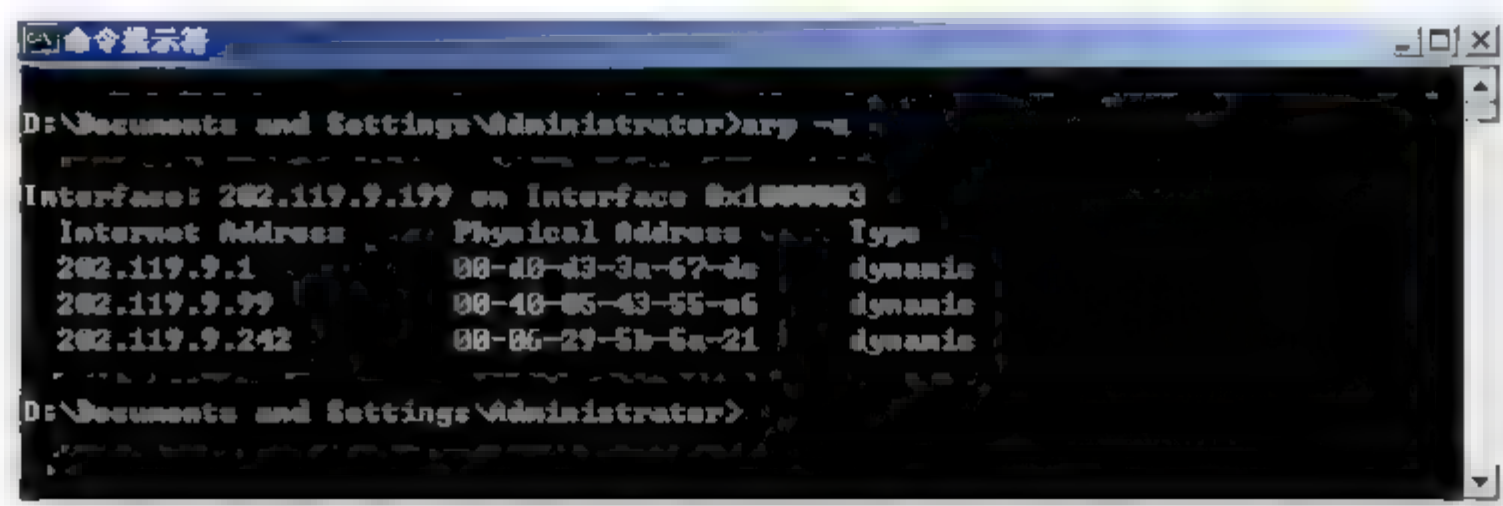 命令提示符
D:\Documents and Settings\Administrator>arp -a
Interface: 202.119.9.199 on Interface 0x1000003
Internet Address Physical Address Type
202.119.9.1 00-d0-d3-3a-67-dc dynamic
202.119.9.99 00-40-05-43-55-e6 dynamic
202.119.9.242 00-06-29-5b-6a-21 dynamic
D:\Documents and Settings\Administrator>